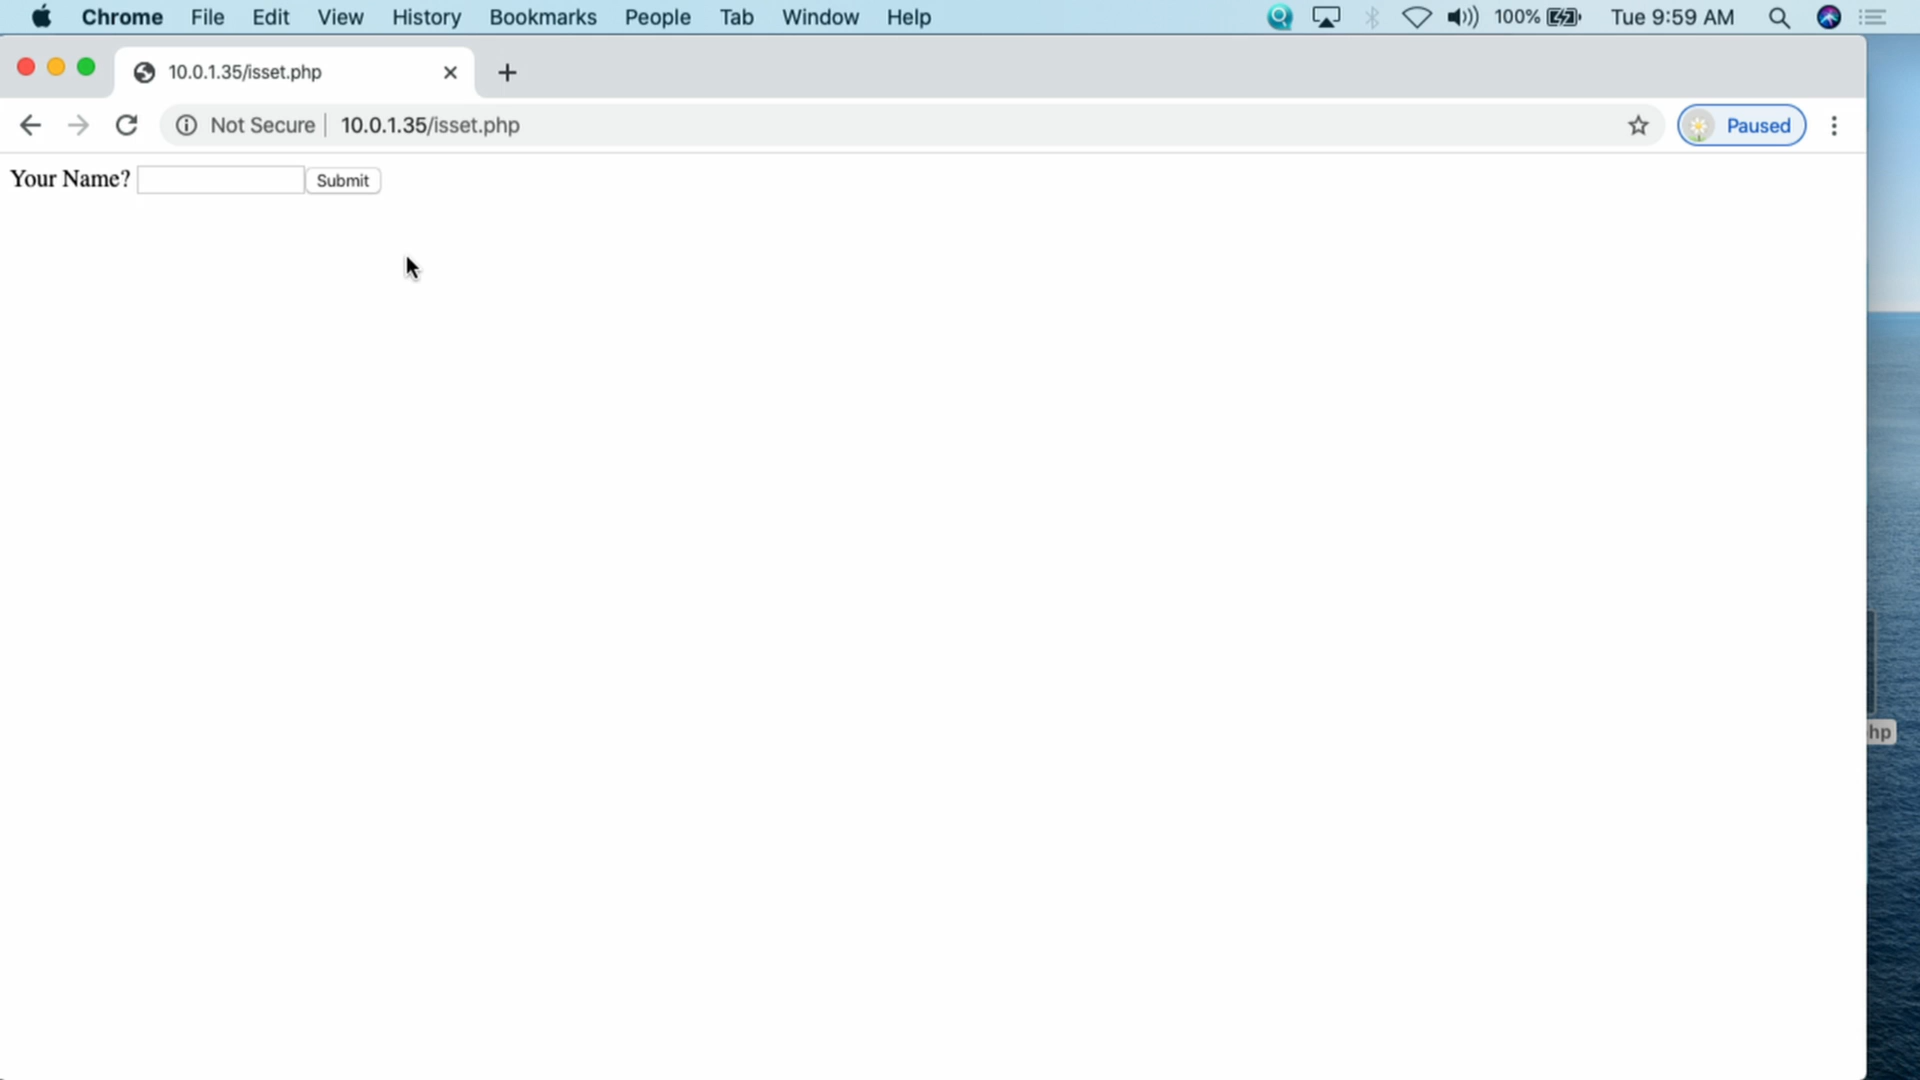 Chrome File Edit View History Bookmarks People Tab Window Help 100% Tue 9:59 AM
10.0.1.35/isset.php
Not Secure 10.0.1.35/isset.php Paused
Your Name? Submit
hp